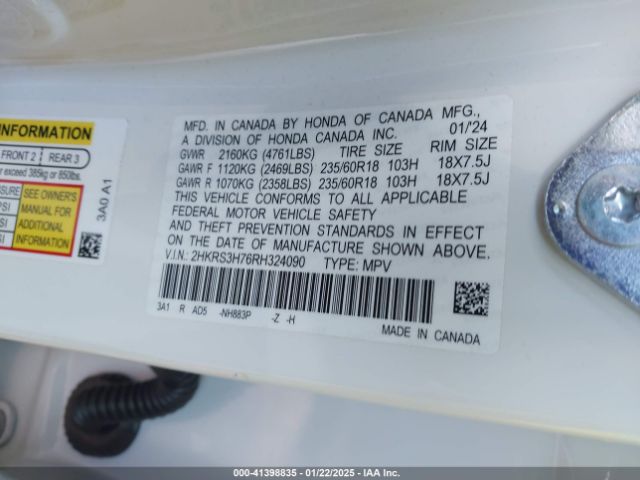 INFORMATION
FRONT 2 REAR 3
exceed 385kg or 850lbs.
SEE OWNER'S
MANUAL FOR
ADDITIONAL
INFORMATION
3A0 A1
MFD. IN CANADA BY HONDA OF CANADA MFG.,
A DIVISION OF HONDA CANADA INC. 01/24
GVWR 2160KG (4761LBS) TIRE SIZE RIM SIZE
GAWR F 1120KG (2469LBS) 235/60R18 103H 18X7.5J
GAWR R 1070KG (2358LBS) 235/60R18 103H 18X7.5J
THIS VEHICLE CONFORMS TO ALL APPLICABLE
FEDERAL MOTOR VEHICLE SAFETY
AND THEFT PREVENTION STANDARDS IN EFFECT
ON THE DATE OF MANUFACTURE SHOWN ABOVE.
V.I.N.: 2HKRS3H76RH324090 TYPE: MPV
3A1 R AD5 -NH883P -Z -H
MADE IN CANADA
00-41398835 - 01/22/2025 - IAA Inc.